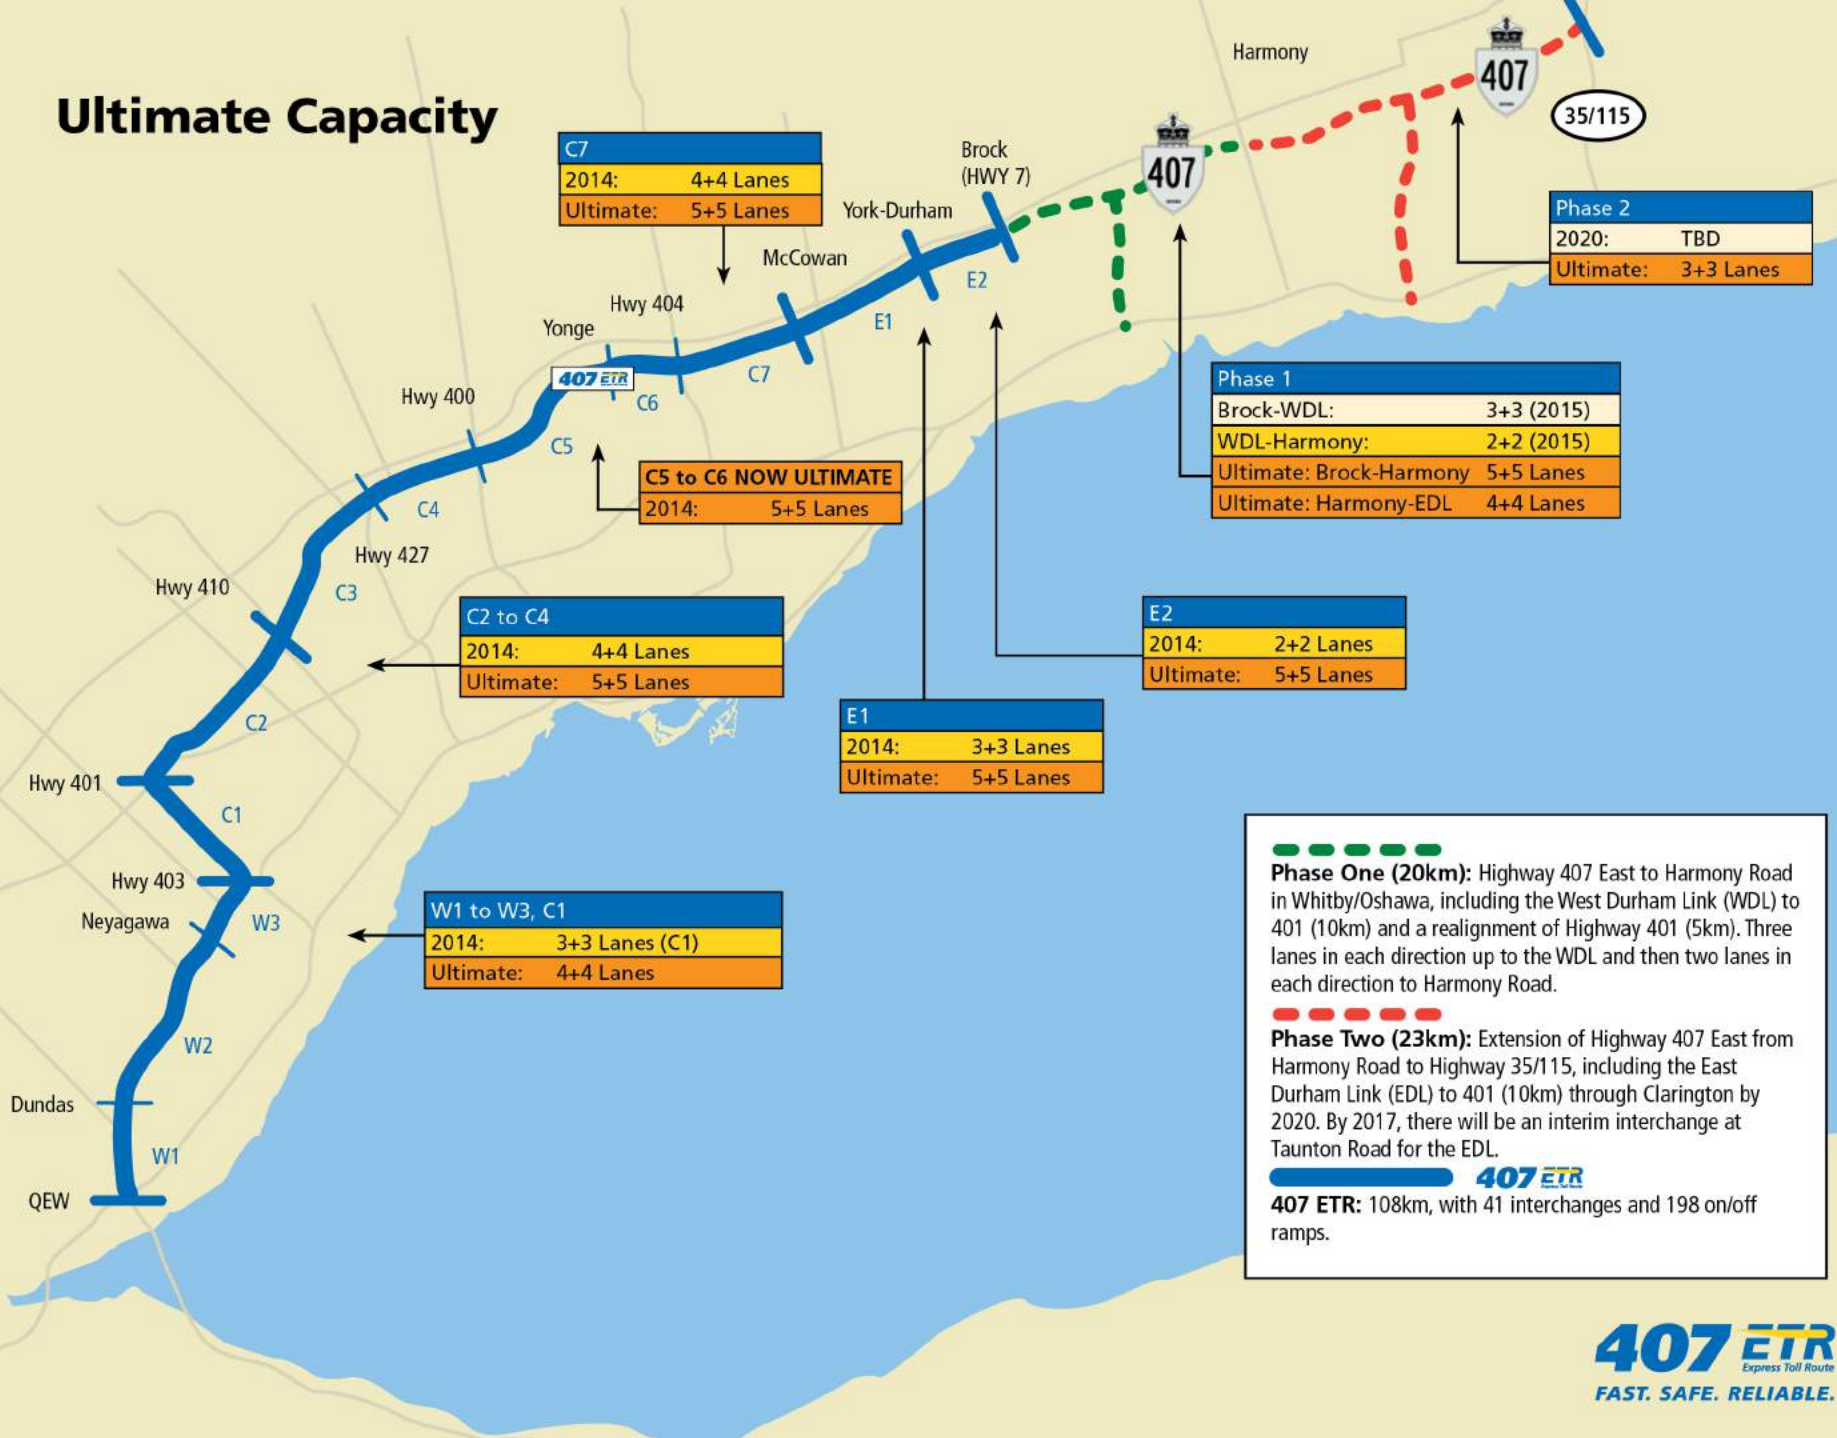 Ultimate Capacity
Harmony
407
35/115
407
Brock
(HWY 7)
C7
2014: 4+4 Lanes
Ultimate: 5+5 Lanes
York-Durham
McCowan
E2
Phase 2
2020: TBD
Ultimate: 3+3 Lanes
Hwy 404
Yonge
E1
C7
407 ETR
C6
Hwy 400
C5
Phase 1
Brock-WDL: 3+3 (2015)
WDL-Harmony: 2+2 (2015)
Ultimate: Brock-Harmony 5+5 Lanes
Ultimate: Harmony-EDL 4+4 Lanes
C5 to C6 NOW ULTIMATE
2014: 5+5 Lanes
C4
Hwy 427
Hwy 410
C3
C2 to C4
2014: 4+4 Lanes
Ultimate: 5+5 Lanes
E2
2014: 2+2 Lanes
Ultimate: 5+5 Lanes
C2
E1
2014: 3+3 Lanes
Ultimate: 5+5 Lanes
Hwy 401
C1
Hwy 403
Neyagawa
W3
W1 to W3, C1
2014: 3+3 Lanes (C1)
Ultimate: 4+4 Lanes
W2
Dundas
W1
QEW
Phase One (20km): Highway 407 East to Harmony Road
in Whitby/Oshawa, including the West Durham Link (WDL) to
401 (10km) and a realignment of Highway 401 (5km). Three
lanes in each direction up to the WDL and then two lanes in
each direction to Harmony Road.
Phase Two (23km): Extension of Highway 407 East from
Harmony Road to Highway 35/115, including the East
Durham Link (EDL) to 401 (10km) through Clarington by
2020. By 2017, there will be an interim interchange at
Taunton Road for the EDL.
407 ETR
Express Toll Route
407 ETR: 108km, with 41 interchanges and 198 on/off
ramps.
407 ETR
Express Toll Route
FAST. SAFE. RELIABLE.